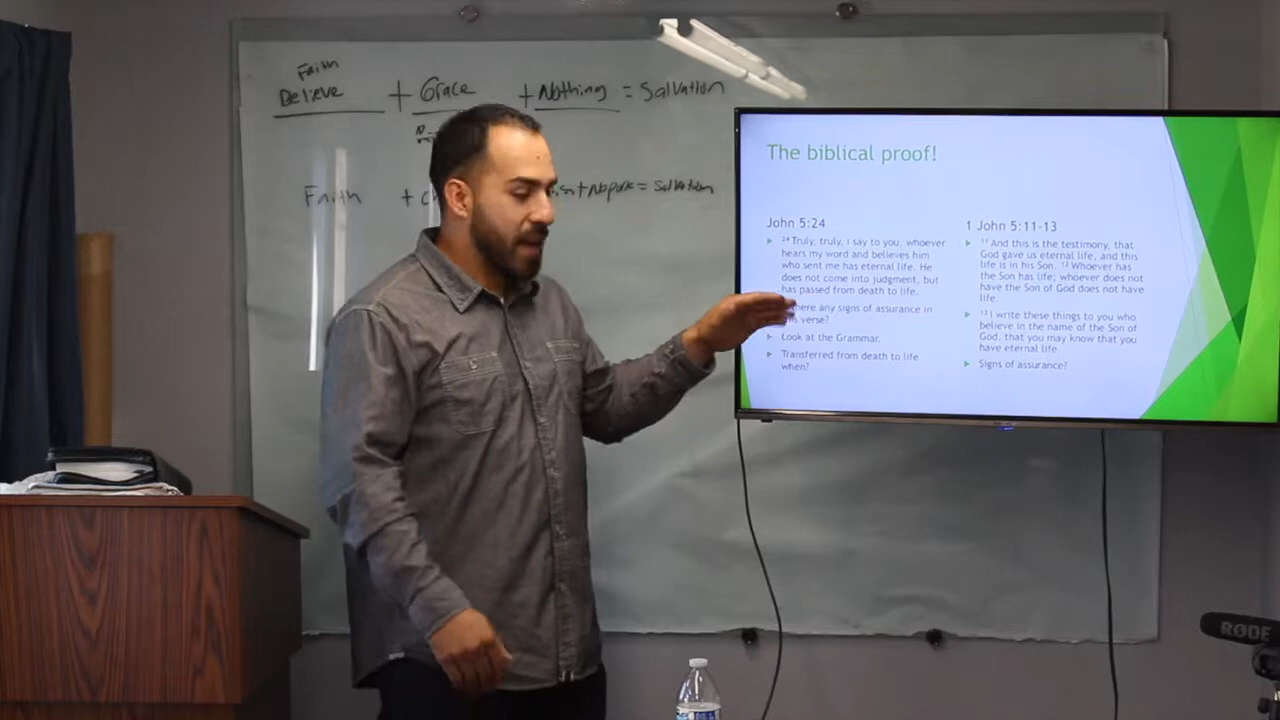 Faith
Believe + Grace + Nothing = Salvation
Faith + + No pork = Salvation
The biblical proof!
John 5:24
24 Truly, truly, i say to you, whoever
hears my word and believes him
who sent me has eternal life. He
does not come into judgment, but
has passed from death to life.
there any signs of assurance in
verse?
Look at the Grammar.
Transferred from death to life
when?
1 John 5:11-13
11 And this is the testimony, that
God gave us eternal life, and this
life is in his Son. 12 Whoever has
the Son has life; whoever does not
have the Son of God does not have
life.
13 I write these things to you who
believe in the name of the Son of
God, that you may know that you
have eternal life.
Signs of assurance?
RØDE